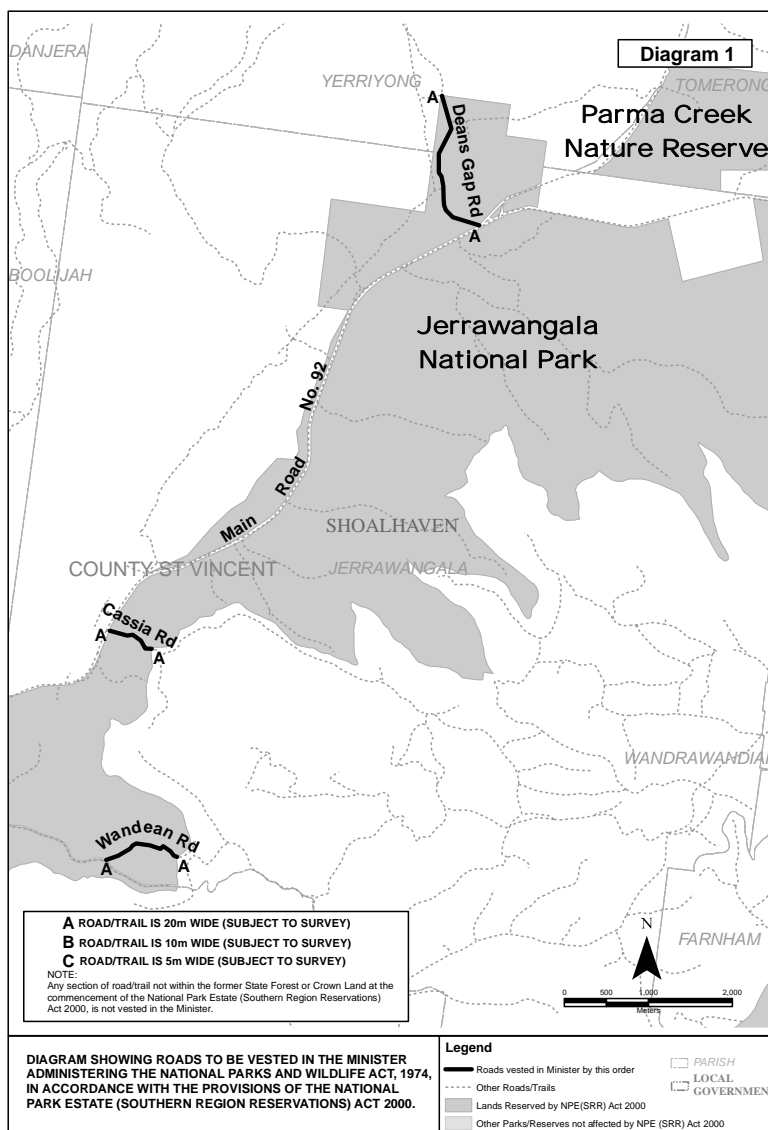 DANJERA
Diagram 1
YERRIYONG
TOMERONG
A
Parma Creek
Nature Reserve
Deans Gap Rd
A
BOOLIJAH
Jerrawangala
National Park
No. 92
Road
Main
SHOALHAVEN
COUNTY ST VINCENT
JERRAWANGALA
Cassia Rd
A
A
WANDRAWANDIAN
Wandean Rd
A
A
A ROAD/TRAIL IS 20m WIDE (SUBJECT TO SURVEY)
B ROAD/TRAIL IS 10m WIDE (SUBJECT TO SURVEY)
C ROAD/TRAIL IS 5m WIDE (SUBJECT TO SURVEY)
NOTE:
Any section of road/trail not within the former State Forest or Crown Land at the
commencement of the National Park Estate (Southern Region Reservations)
Act 2000, is not vested in the Minister.
N
FARNHAM
0 500 1,000 2,000
Meters
DIAGRAM SHOWING ROADS TO BE VESTED IN THE MINISTER
ADMINISTERING THE NATIONAL PARKS AND WILDLIFE ACT, 1974,
IN ACCORDANCE WITH THE PROVISIONS OF THE NATIONAL
PARK ESTATE (SOUTHERN REGION RESERVATIONS) ACT 2000.
Legend
Roads vested in Minister by this order
Other Roads/Trails
Lands Reserved by NPE(SRR) Act 2000
Other Parks/Reserves not affected by NPE (SRR) Act 2000
PARISH
LOCAL
GOVERNMEN